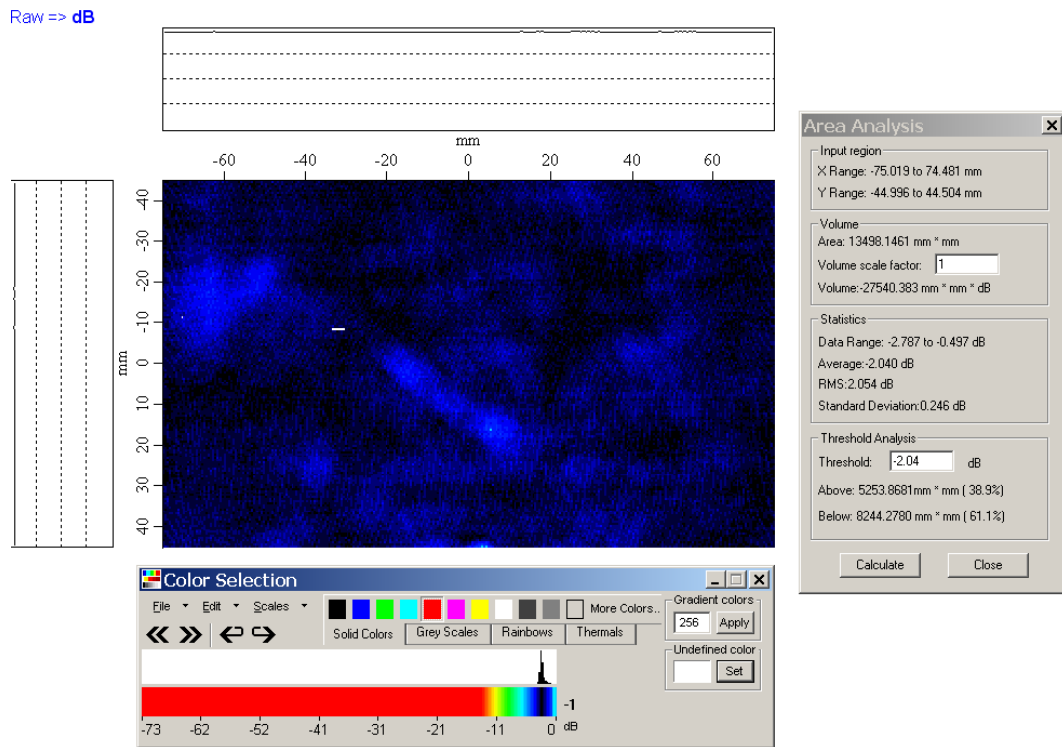 Raw => dB
mm
-60 -40 -20 0 20 40 60
mm
-40
-30
-20
-10
0
10
20
30
40
Area Analysis
Input region
X Range: -75.019 to 74.481 mm
Y Range: -44.996 to 44.504 mm
Volume
Area: 13498.1461 mm * mm
Volume scale factor: 1
Volume:-27540.383 mm * mm * dB
Statistics
Data Range: -2.787 to -0.497 dB
Average:-2.040 dB
RMS:2.054 dB
Standard Deviation:0.246 dB
Threshold Analysis
Threshold: -2.04 dB
Above: 5253.8681mm * mm ( 38.9%)
Below: 8244.2780 mm * mm ( 61.1%)
Calculate Close
Color Selection
File Edit Scales
More Colors..
Solid Colors Grey Scales Rainbows Thermals
Gradient colors
256 Apply
Undefined color
Set
-1
-73 -62 -52 -41 -31 -21 -11 0 dB